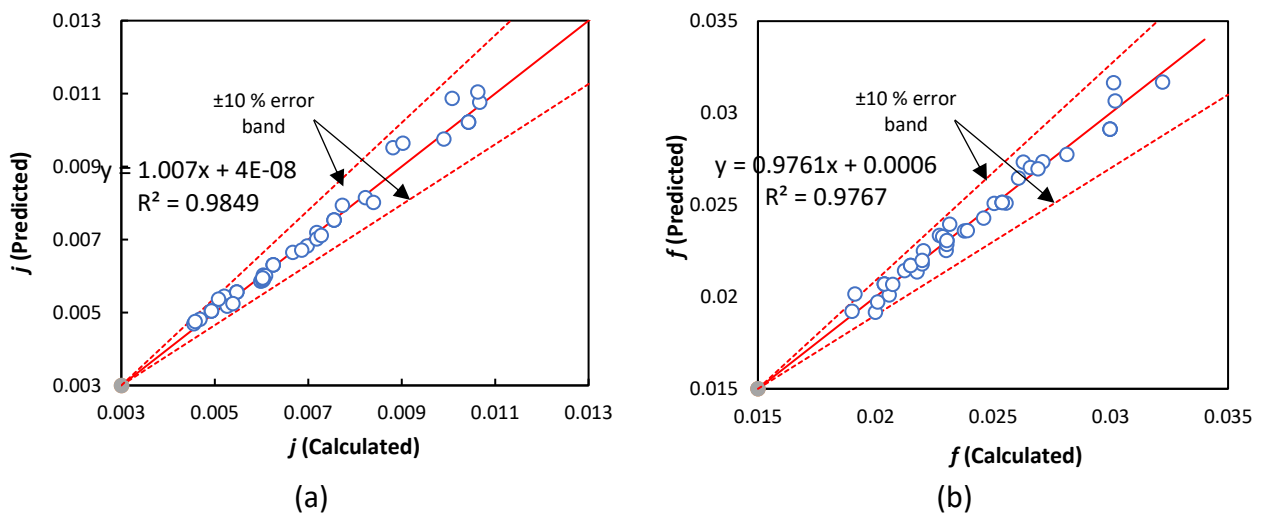 0.013
0.011
0.009
0.007
0.005
0.003
j (Predicted)
±10 % error
band
y = 1.007x + 4E-08
R² = 0.9849
0.003 0.005 0.007 0.009 0.011 0.013
j (Calculated)
(a)
0.035
0.03
0.025
0.02
0.015
f (Predicted)
±10 % error
band
y = 0.9761x + 0.0006
R² = 0.9767
0.015 0.02 0.025 0.03 0.035
f (Calculated)
(b)